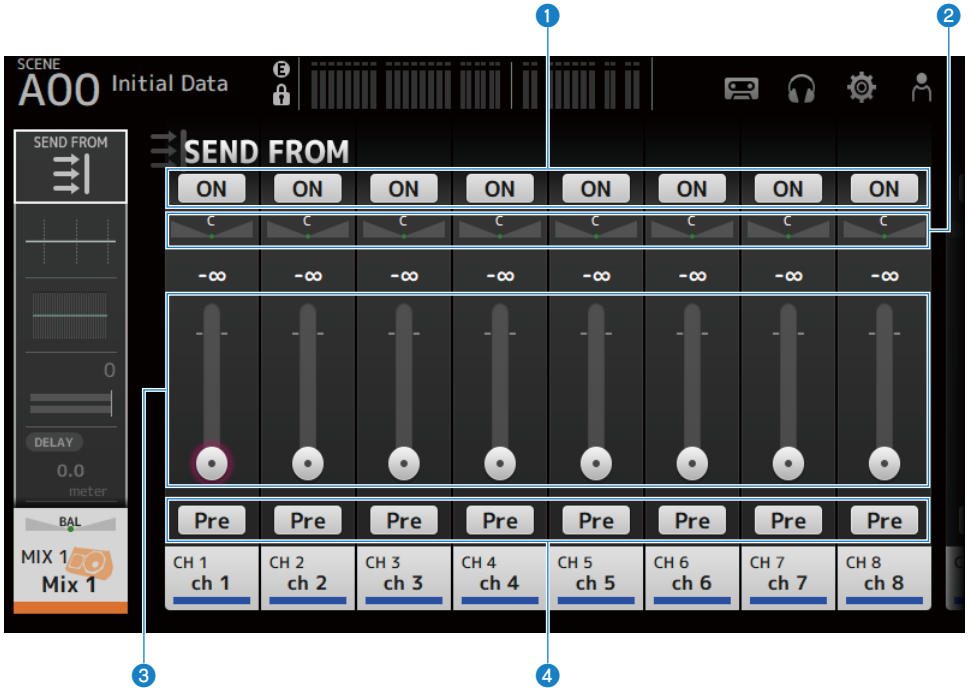 1 2
SCENE
A00 Initial Data E
SEND FROM
SEND FROM
ON ON ON ON ON ON ON ON
C C C C C C C C
-∞ -∞ -∞ -∞ -∞ -∞ -∞ -∞
0
3
DELAY
0.0
meter
Pre Pre Pre Pre Pre Pre Pre Pre
BAL
MIX 1
Mix 1
CH 1 CH 2 CH 3 CH 4 CH 5 CH 6 CH 7 CH 8
ch 1 ch 2 ch 3 ch 4 ch 5 ch 6 ch 7 ch 8
3 4